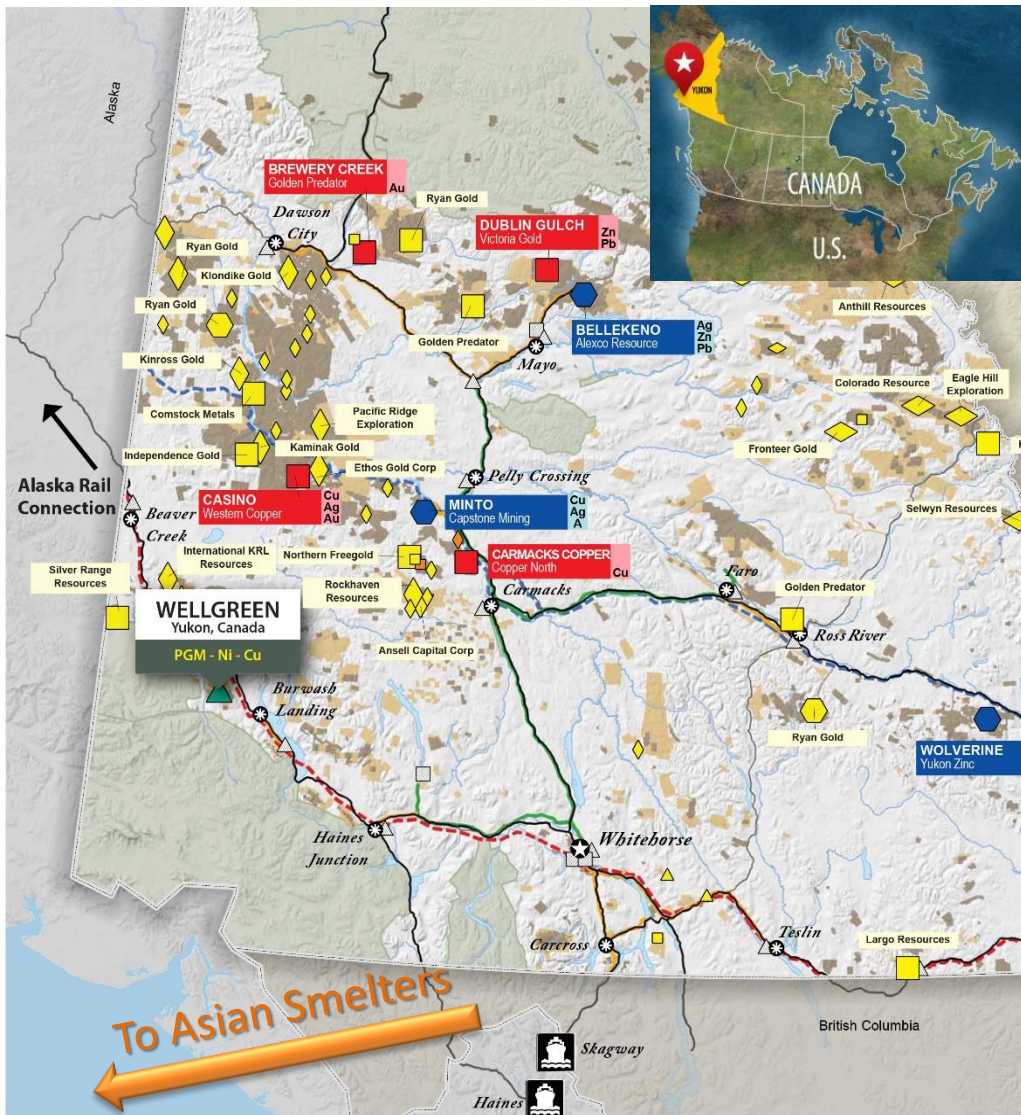 Alaska
YUKON
CANADA
U.S.
BREWERY CREEK
Golden Predator
Au
Ryan Gold
Dawson
City
DUBLIN GULCH
Victoria Gold
Zn
Pb
Ryan Gold
Klondike Gold
Anthill Resources
Ryan Gold
Golden Predator
BELLEKENO
Alexco Resource
Ag
Zn
Pb
Mayo
Kinross Gold
Colorado Resource
Eagle Hill
Exploration
Comstock Metals
Pacific Ridge
Exploration
Fronteer Gold
Independence Gold
Kaminak Gold
Ethos Gold Corp
Pelly Crossing
Alaska Rail
Connection
CASINO
Western Copper
Cu
Ag
Au
MINTO
Capstone Mining
Cu
Ag
A
Selwyn Resources
Beaver
Creek
International KRL
Resources
Northern Freegold
CARMACKS COPPER
Copper North
Cu
Silver Range
Resources
Rockhaven
Resources
Carmacks
Faro
Golden Predator
Ross River
WELLGREEN
Yukon, Canada
PGM - Ni - Cu
Ansell Capital Corp
Burwash
Landing
Ryan Gold
WOLVERINE
Yukon Zinc
Haines
Junction
Whitehorse
Carcross
Teslin
Largo Resources
To Asian Smelters
British Columbia
Skagway
Haines